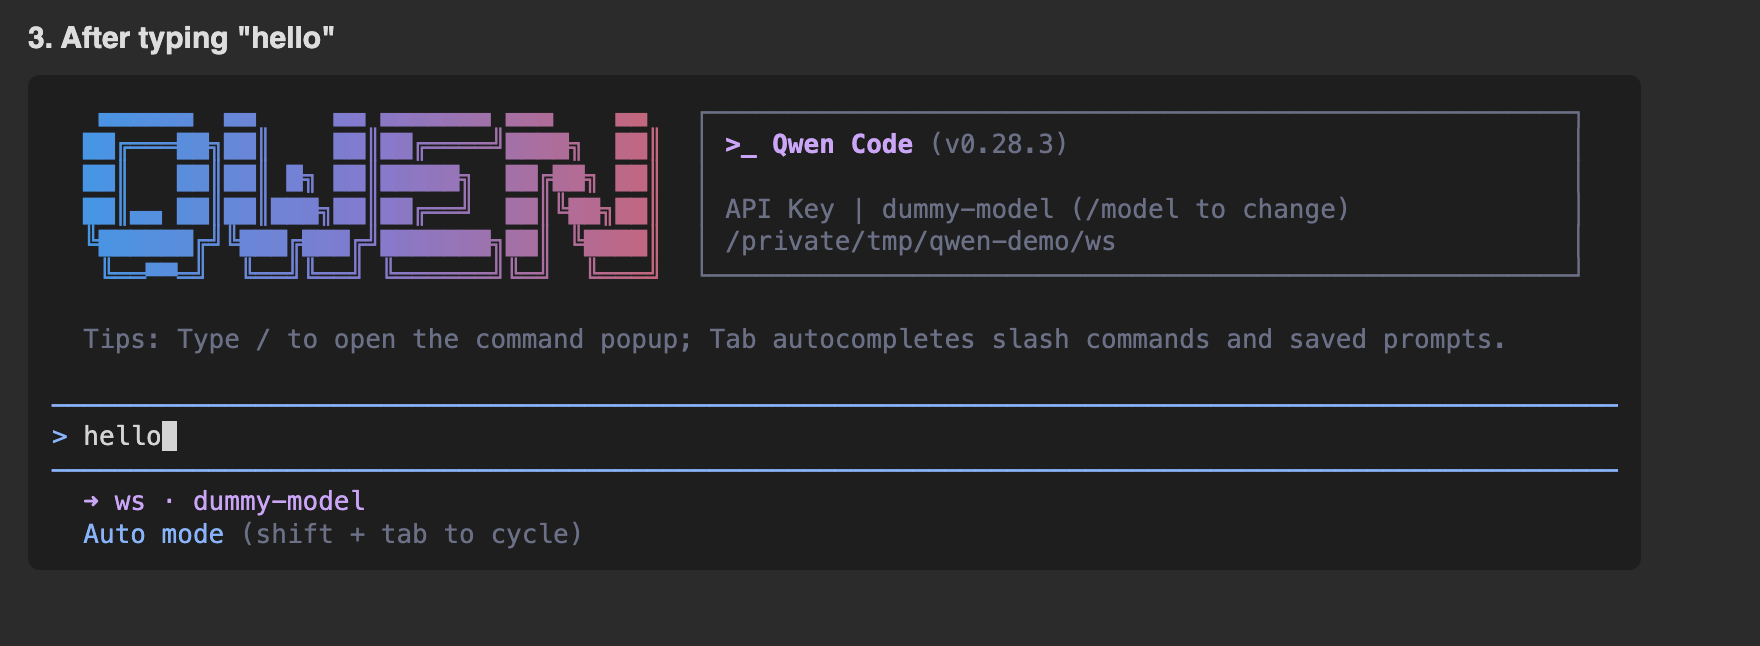 3. After typing "hello"
QWEN
>_ Qwen Code (v0.28.3)
API Key | dummy-model (/model to change)
/private/tmp/qwen-demo/ws
Tips: Type / to open the command popup; Tab autocompletes slash commands and saved prompts.
> hello
➜ ws · dummy-model
Auto mode (shift + tab to cycle)